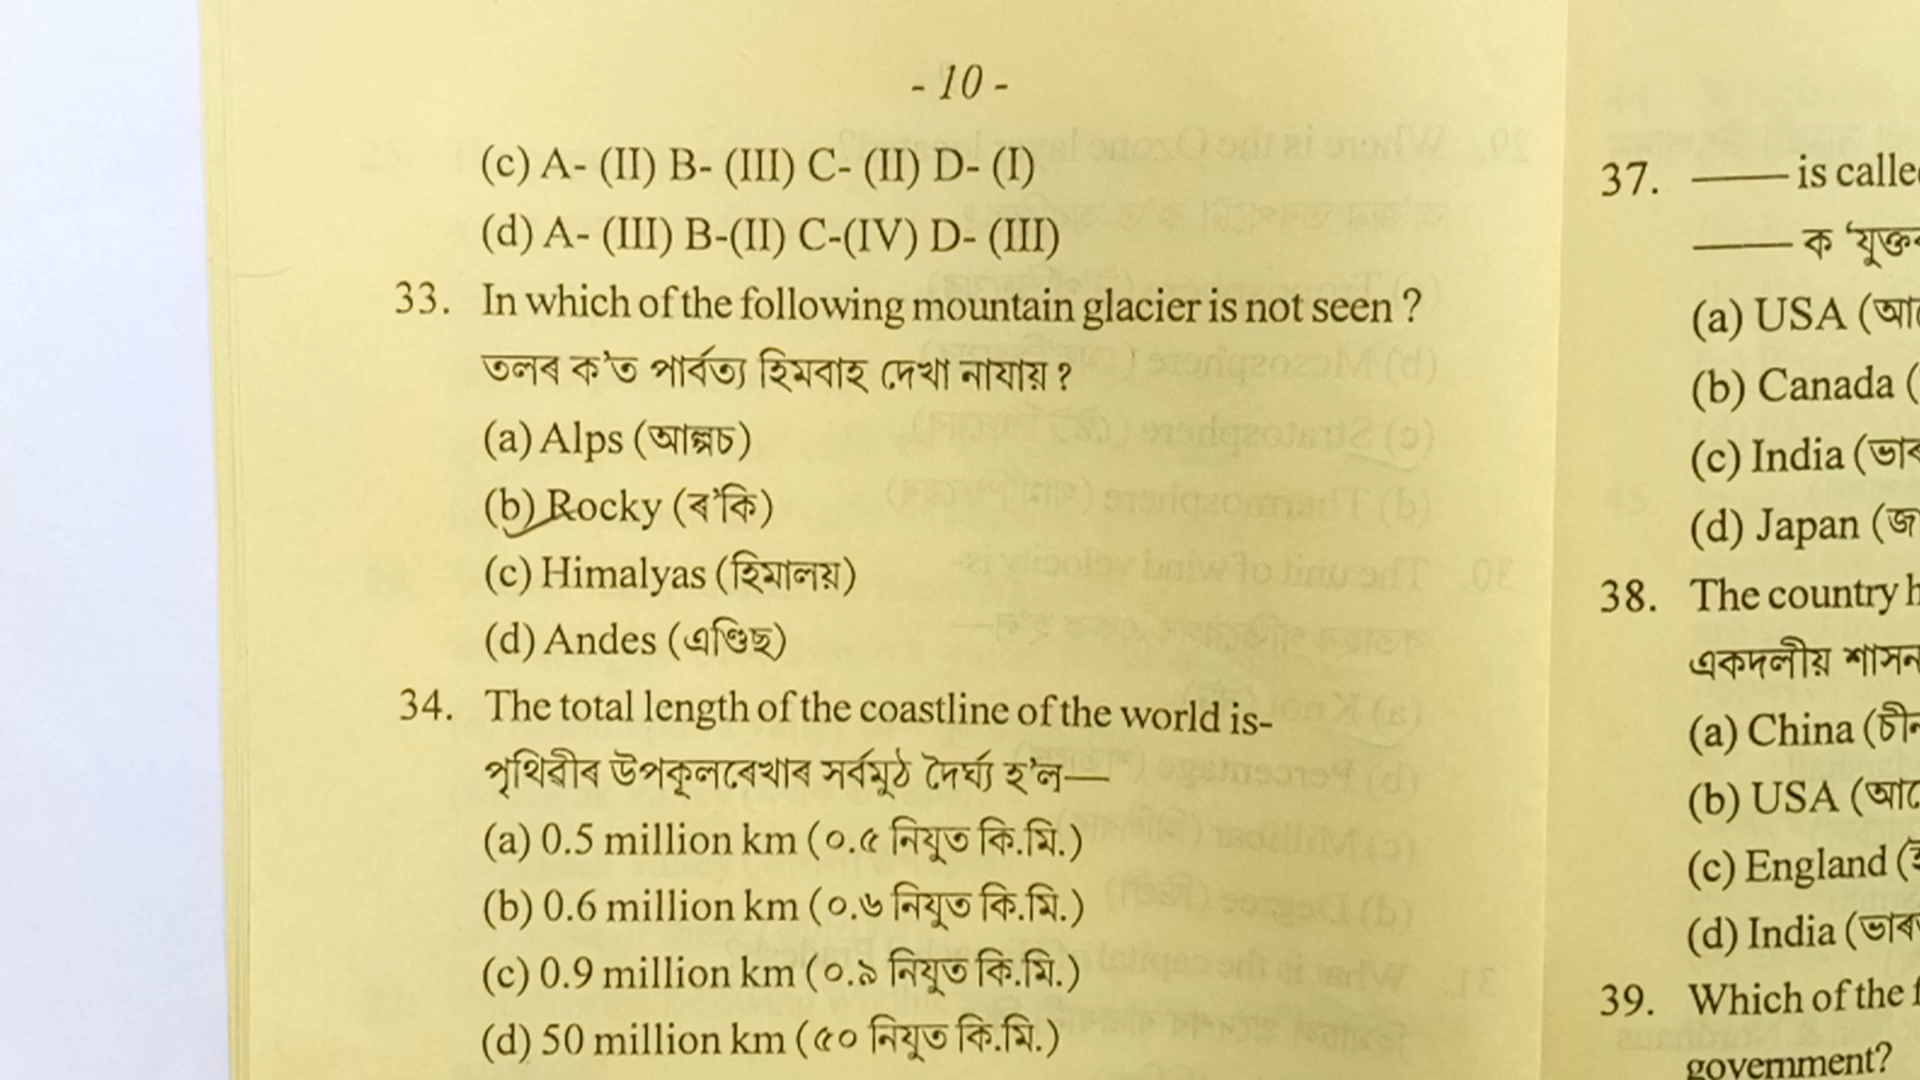 - 10 -
(c) A- (II) B- (III) C- (II) D- (I)
(d) A- (III) B-(II) C-(IV) D- (III)
33. In which of the following mountain glacier is not seen ?
তলৰ ক'ত পাৰ্বত্য হিমবাহ দেখা নাযায় ?
(a) Alps (আল্পচ)
(b) Rocky (ৰ'কি)
(c) Himalyas (হিমালয়)
(d) Andes (এণ্ডিছ)
34. The total length of the coastline of the world is-
পৃথিৱীৰ উপকূলৰেখাৰ সৰ্বমুঠ দৈৰ্ঘ্য হ'ল—
(a) 0.5 million km (০.৫ নিযুত কি.মি.)
(b) 0.6 million km (০.৬ নিযুত কি.মি.)
(c) 0.9 million km (০.৯ নিযুত কি.মি.)
(d) 50 million km (৫০ নিযুত কি.মি.)
37. —— is
—— ক
(a) USA
(b) Canada (
(c) India
(d) Japan
38. The country
একদলীয়
(a) China
(b) USA
(c) England
(d) India
39. Which of the
government?